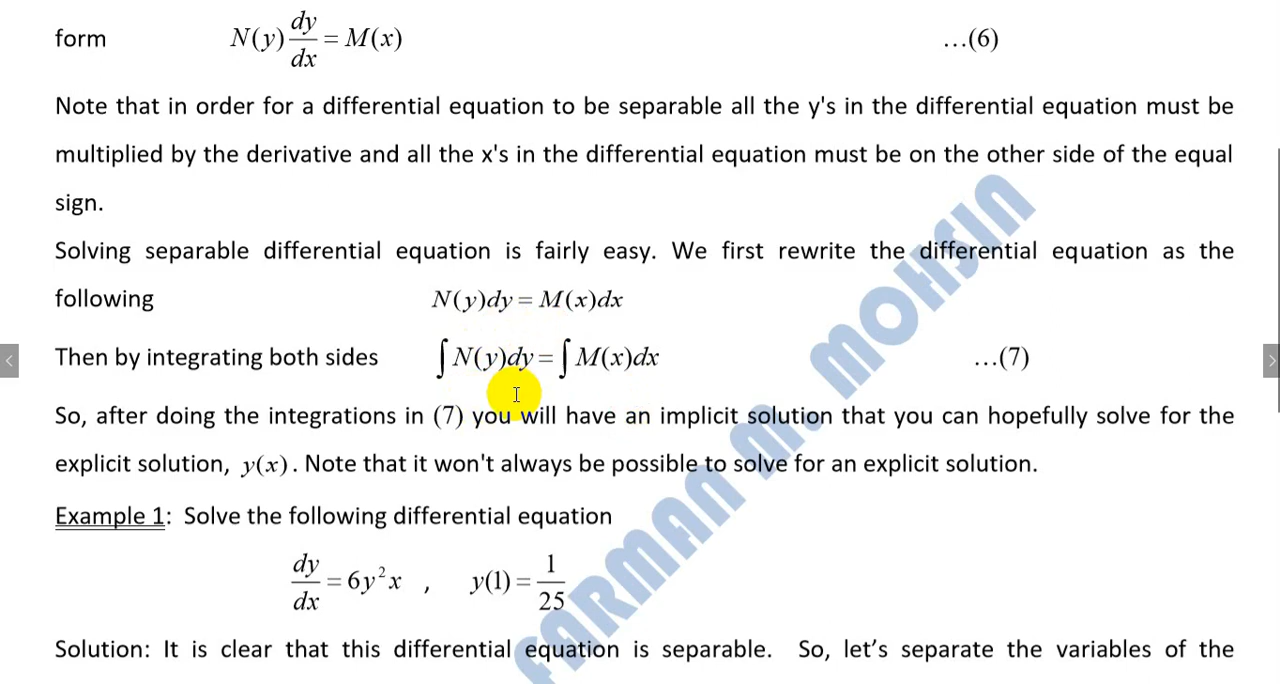 form N(y) dy/dx = M(x) ...(6)
Note that in order for a differential equation to be separable all the y's in the differential equation must be
multiplied by the derivative and all the x's in the differential equation must be on the other side of the equal
sign.
Solving separable differential equation is fairly easy. We first rewrite the differential equation as the
following N(y)dy = M(x)dx
Then by integrating both sides ∫N(y)dy = ∫M(x)dx ...(7)
So, after doing the integrations in (7) you will have an implicit solution that you can hopefully solve for the
explicit solution, y(x). Note that it won't always be possible to solve for an explicit solution.
Example 1: Solve the following differential equation
dy/dx = 6y²x , y(1) = 1/25
Solution: It is clear that this differential equation is separable. So, let's separate the variables of the
FARMAN M. MOHSIN